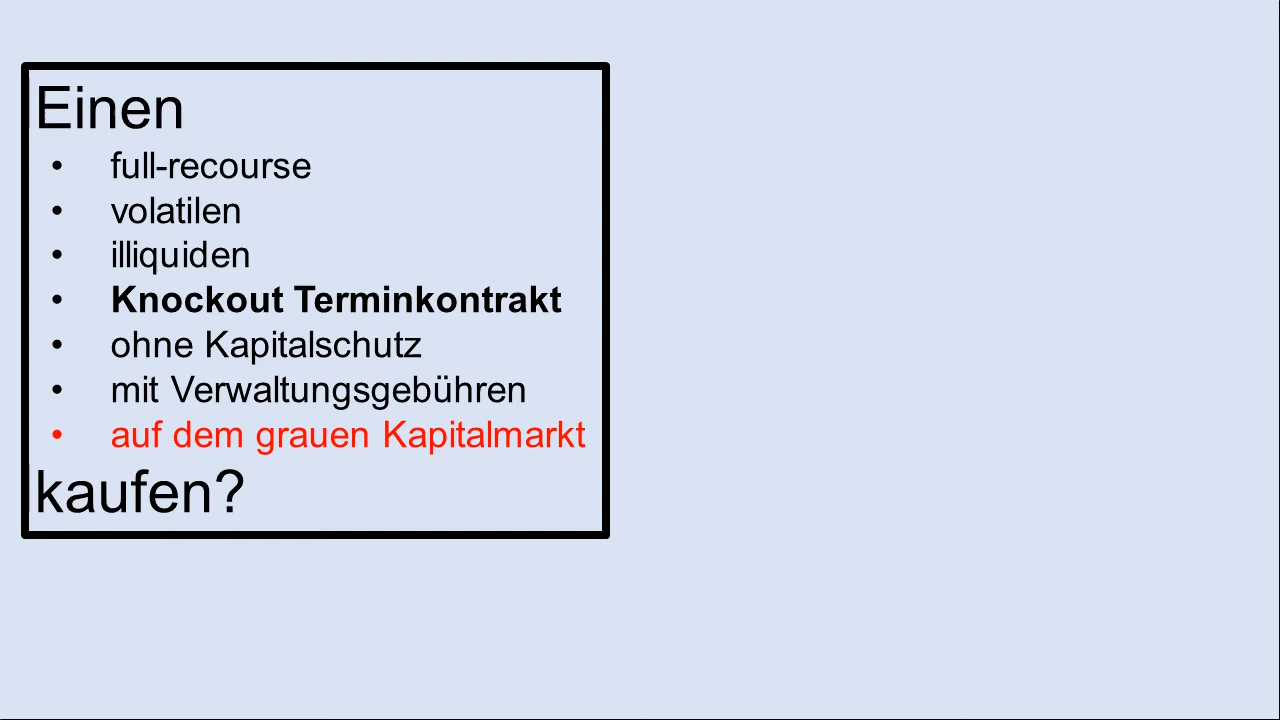 Einen
• full-recourse
• volatilen
• illiquiden
• Knockout Terminkontrakt
• ohne Kapitalschutz
• mit Verwaltungsgebühren
• auf dem grauen Kapitalmarkt
kaufen?